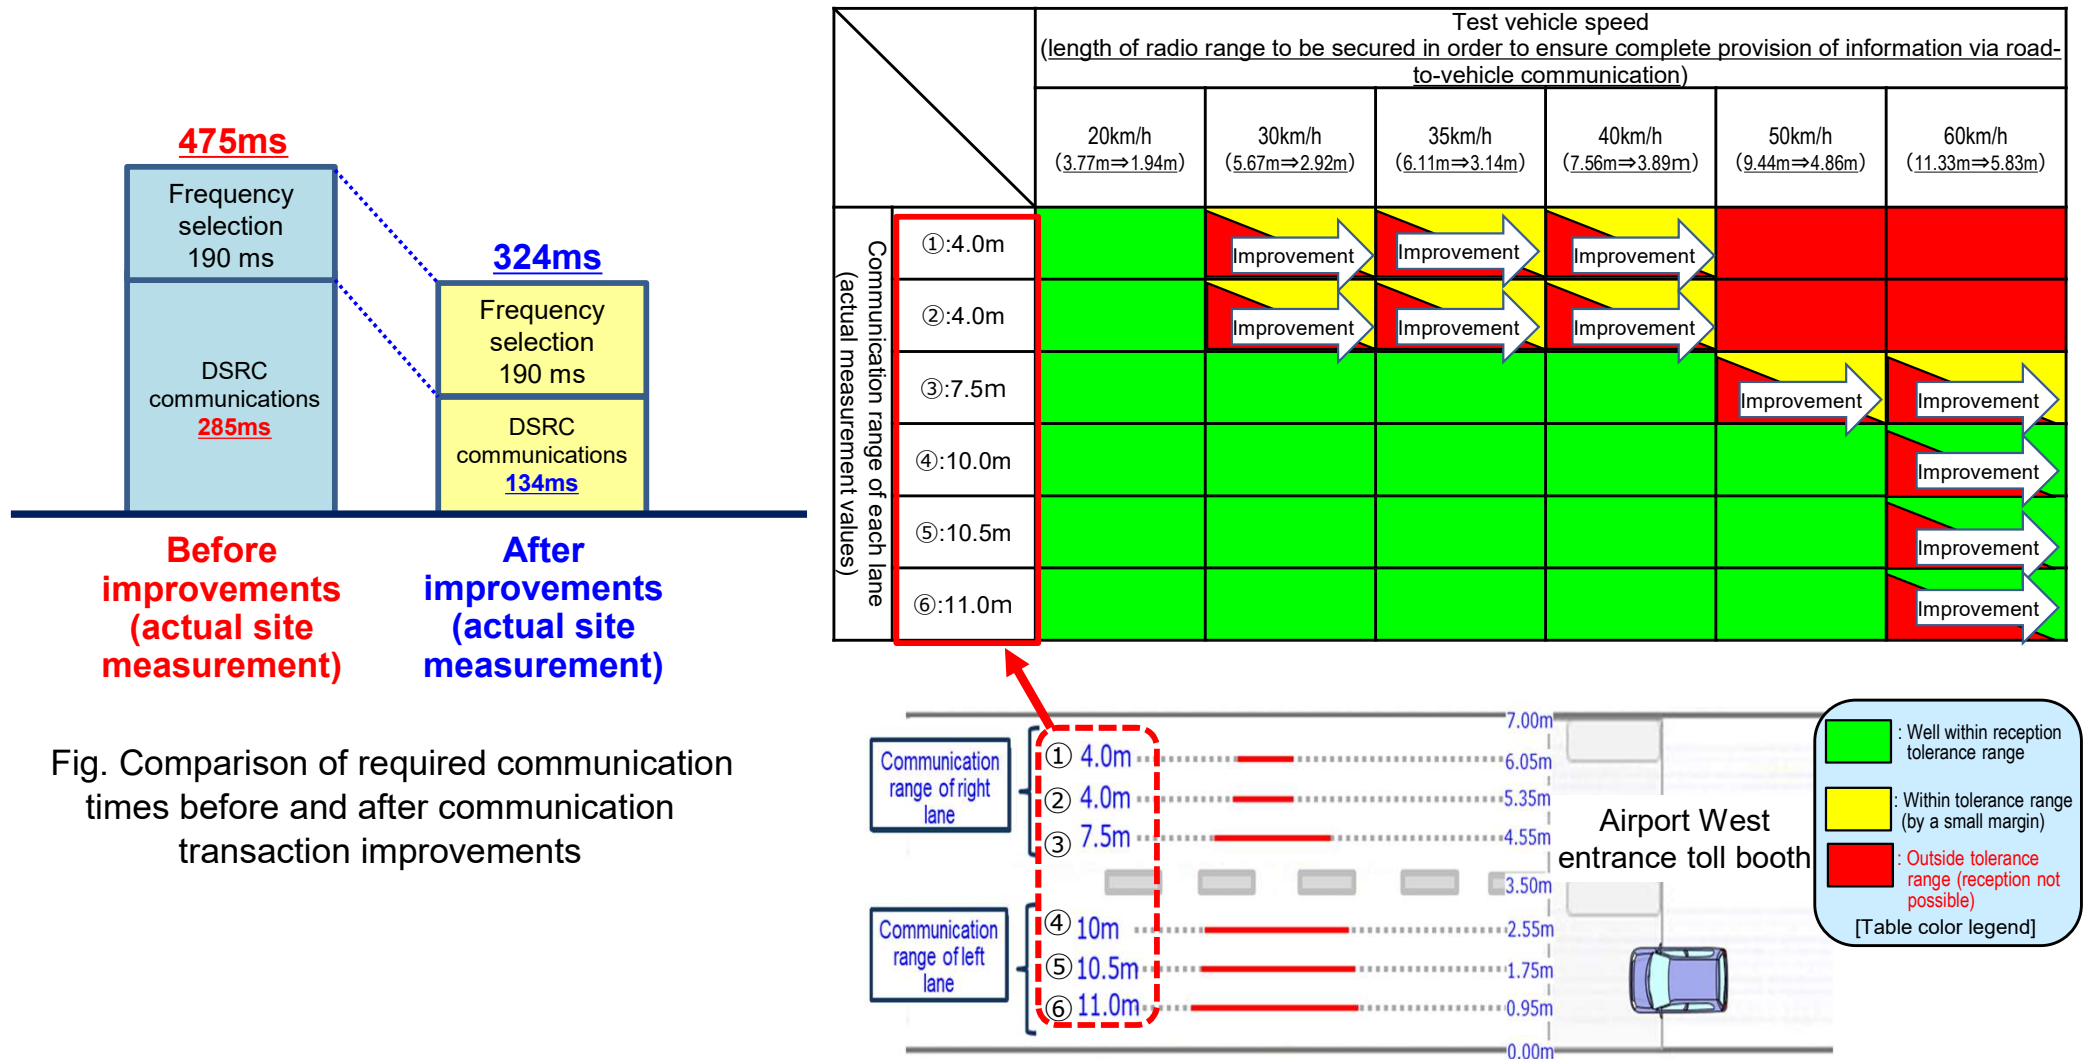 475ms
Frequency
selection
190 ms
DSRC
communications
285ms
324ms
Frequency
selection
190 ms
DSRC
communications
134ms
Before
improvements
(actual site
measurement)
After
improvements
(actual site
measurement)
Fig. Comparison of required communication
times before and after communication
transaction improvements
Test vehicle speed
(length of radio range to be secured in order to ensure complete provision of information via road-
to-vehicle communication)
20km/h
(3.77m⇒1.94m)
30km/h
(5.67m⇒2.92m)
35km/h
(6.11m⇒3.14m)
40km/h
(7.56m⇒3.89m)
50km/h
(9.44m⇒4.86m)
60km/h
(11.33m⇒5.83m)
Communication range of each lane
(actual measurement values)
①:4.0m
Improvement
Improvement
Improvement
②:4.0m
Improvement
Improvement
Improvement
③:7.5m
Improvement
Improvement
④:10.0m
Improvement
⑤:10.5m
Improvement
⑥:11.0m
Improvement
Communication
range of right
lane
① 4.0m
② 4.0m
③ 7.5m
Communication
range of left
lane
④ 10m
⑤ 10.5m
⑥ 11.0m
7.00m
6.05m
5.35m
4.55m
3.50m
2.55m
1.75m
0.95m
0.00m
Airport West
entrance toll booth
: Well within reception
tolerance range
: Within tolerance range
(by a small margin)
: Outside tolerance
range (reception not
possible)
[Table color legend]